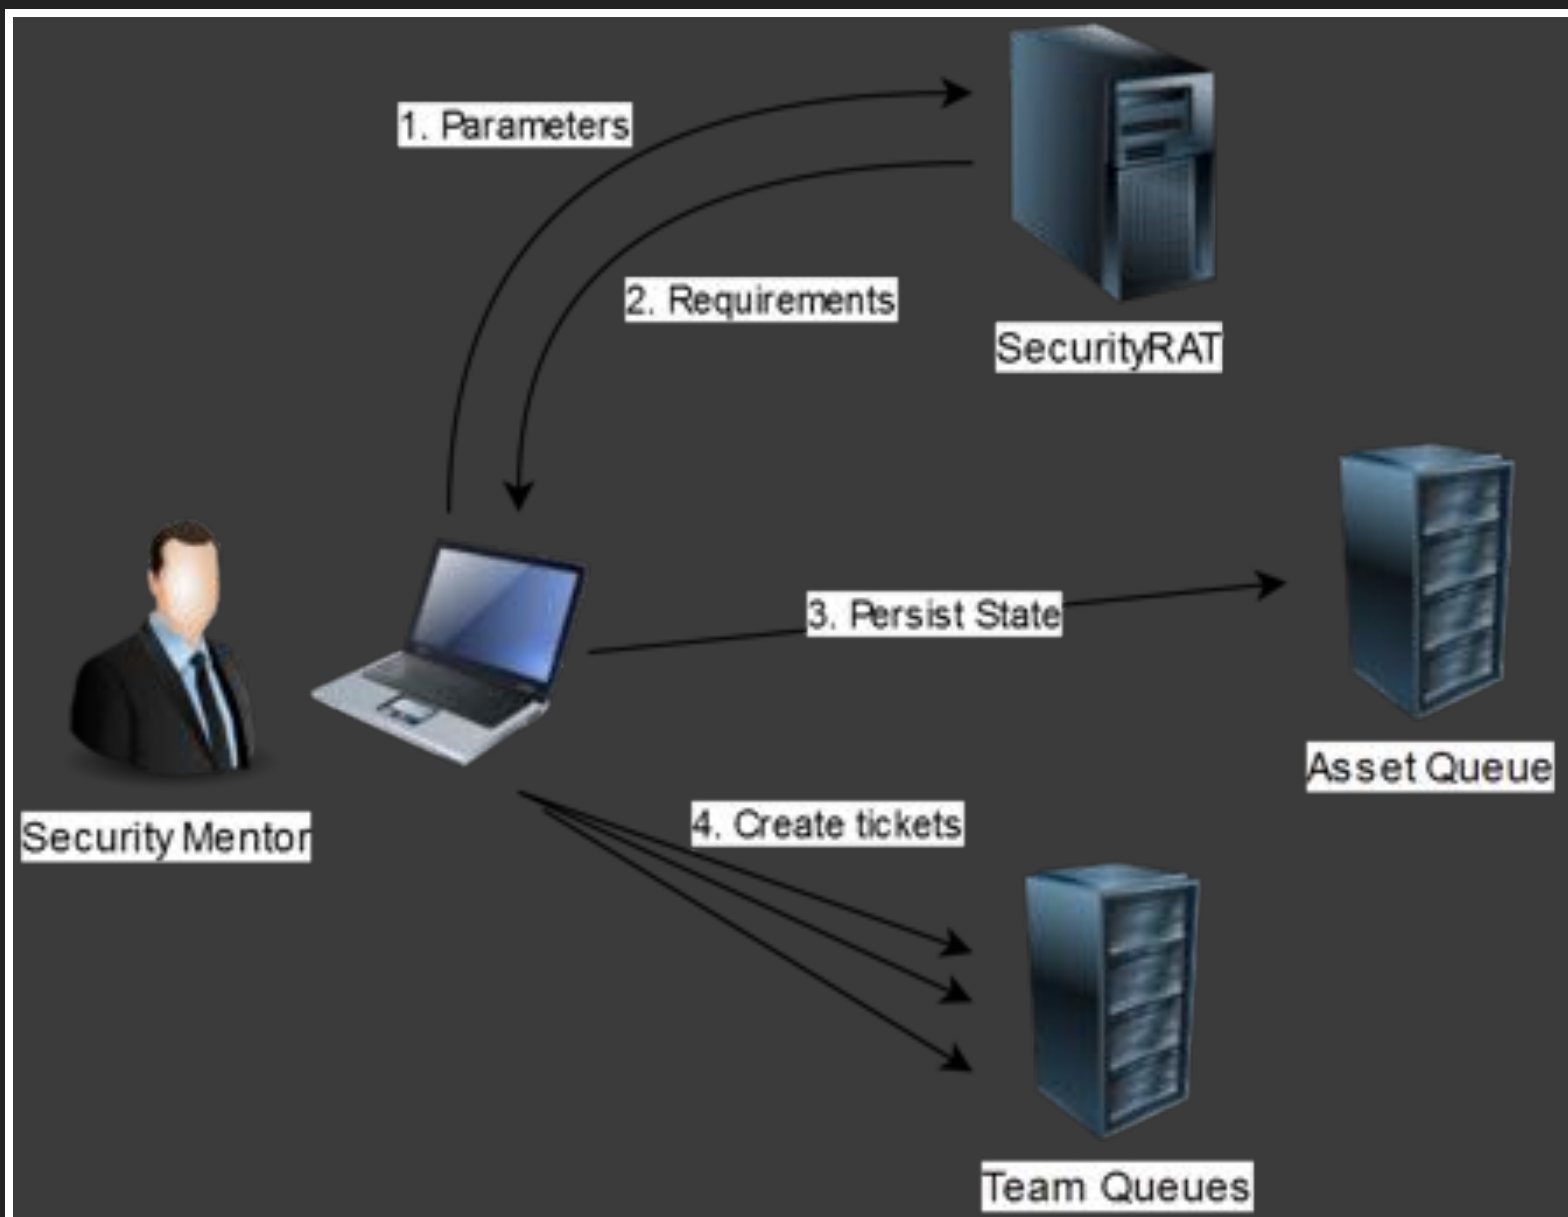 1. Parameters
2. Requirements
SecurityRAT
3. Persist State
Asset Queue
Security Mentor
4. Create tickets
Team Queues